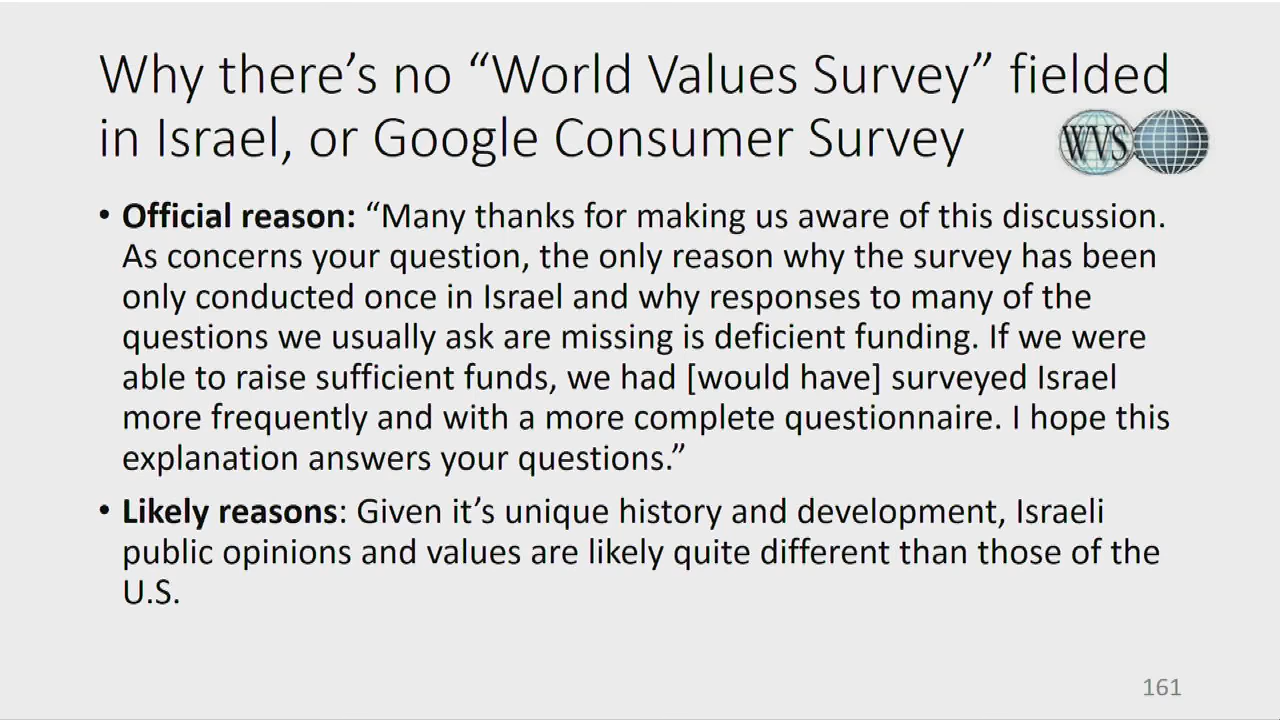 Why there’s no “World Values Survey” fielded
in Israel, or Google Consumer Survey
WVS
• Official reason: “Many thanks for making us aware of this discussion.
As concerns your question, the only reason why the survey has been
only conducted once in Israel and why responses to many of the
questions we usually ask are missing is deficient funding. If we were
able to raise sufficient funds, we had [would have] surveyed Israel
more frequently and with a more complete questionnaire. I hope this
explanation answers your questions.”
• Likely reasons: Given it’s unique history and development, Israeli
public opinions and values are likely quite different than those of the
U.S.
161